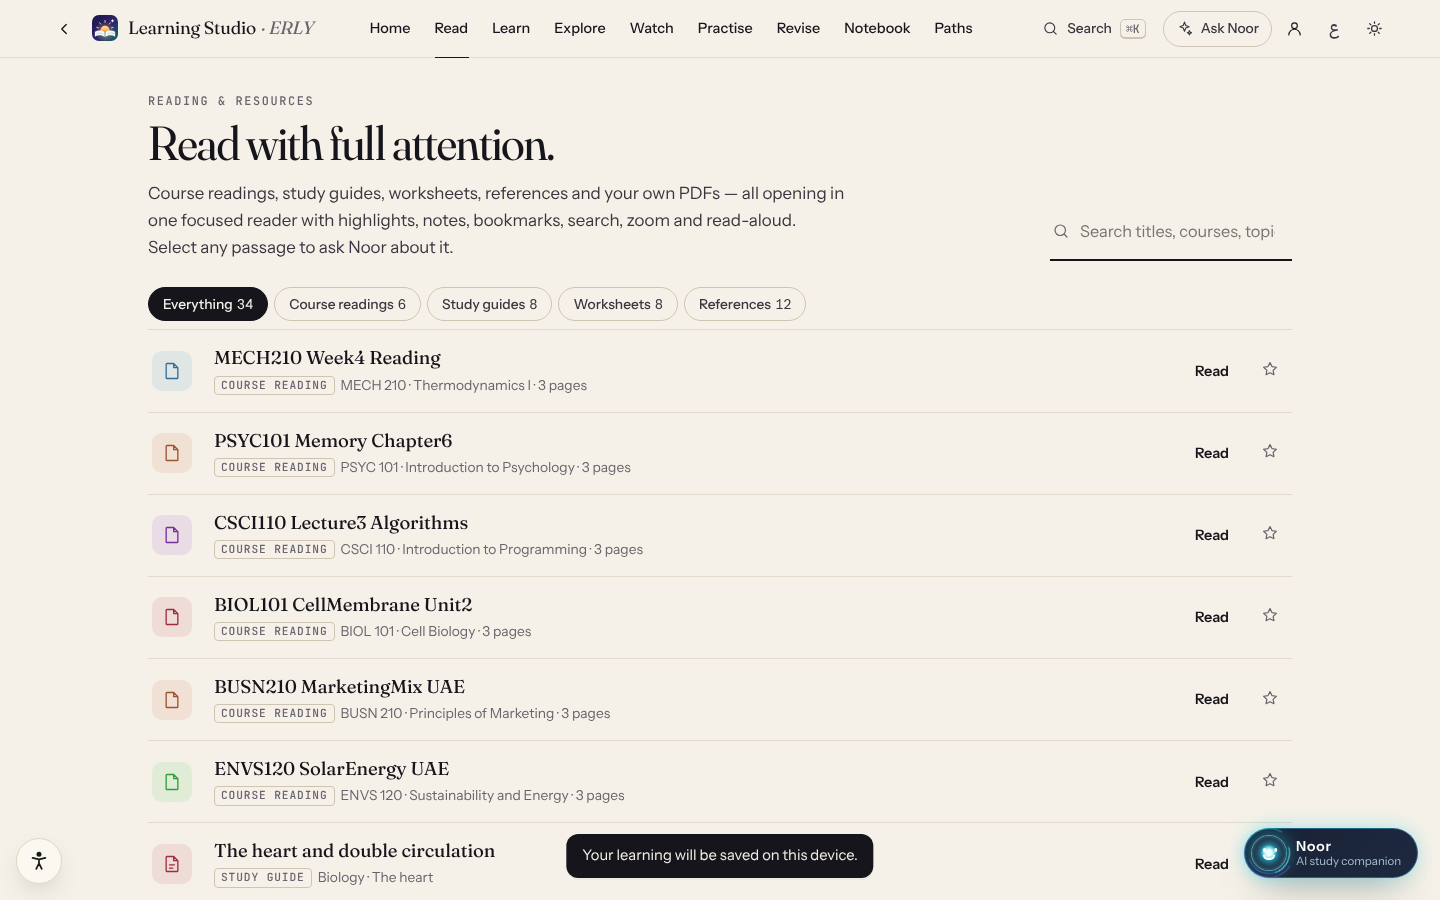 Learning Studio · ERLY
Home Read Learn Explore Watch Practise Revise Notebook Paths
Search ⌘K Ask Noor ع
READING & RESOURCES
Read with full attention.
Course readings, study guides, worksheets, references and your own PDFs — all opening in
one focused reader with highlights, notes, bookmarks, search, zoom and read-aloud.
Select any passage to ask Noor about it.
Search titles, courses, topi
Everything 34 Course readings 6 Study guides 8 Worksheets 8 References 12
MECH210 Week4 Reading
COURSE READING MECH 210 · Thermodynamics I · 3 pages
Read
PSYC101 Memory Chapter6
COURSE READING PSYC 101 · Introduction to Psychology · 3 pages
Read
CSCI110 Lecture3 Algorithms
COURSE READING CSCI 110 · Introduction to Programming · 3 pages
Read
BIOL101 CellMembrane Unit2
COURSE READING BIOL 101 · Cell Biology · 3 pages
Read
BUSN210 MarketingMix UAE
COURSE READING BUSN 210 · Principles of Marketing · 3 pages
Read
ENVS120 SolarEnergy UAE
COURSE READING ENVS 120 · Sustainability and Energy · 3 pages
Read
The heart and double circulation
STUDY GUIDE Biology · The heart
Read
Your learning will be saved on this device.
Noor
AI study companion